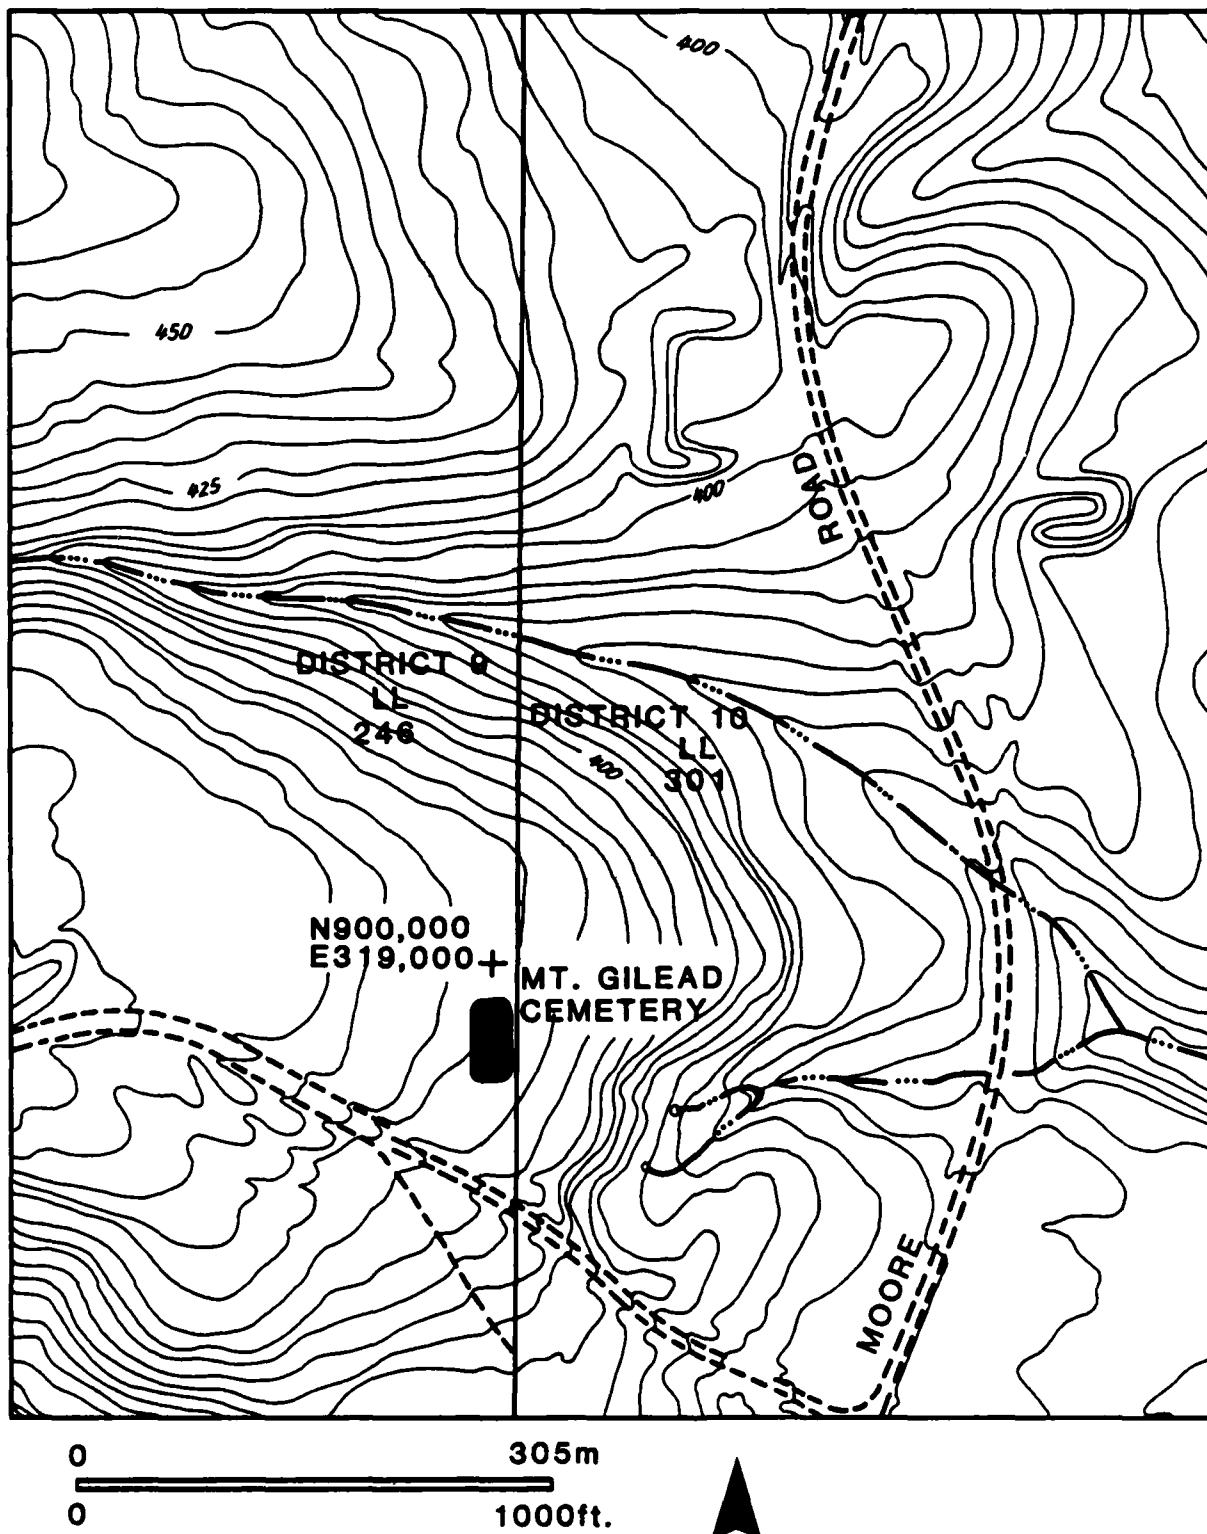 400
450
ROAD
425
400
DISTRICT 9
LL
246
DISTRICT 10
LL
301
400
N900,000
E319,000
MT. GILEAD
CEMETERY
MOORE
0 305m
0 1000ft.